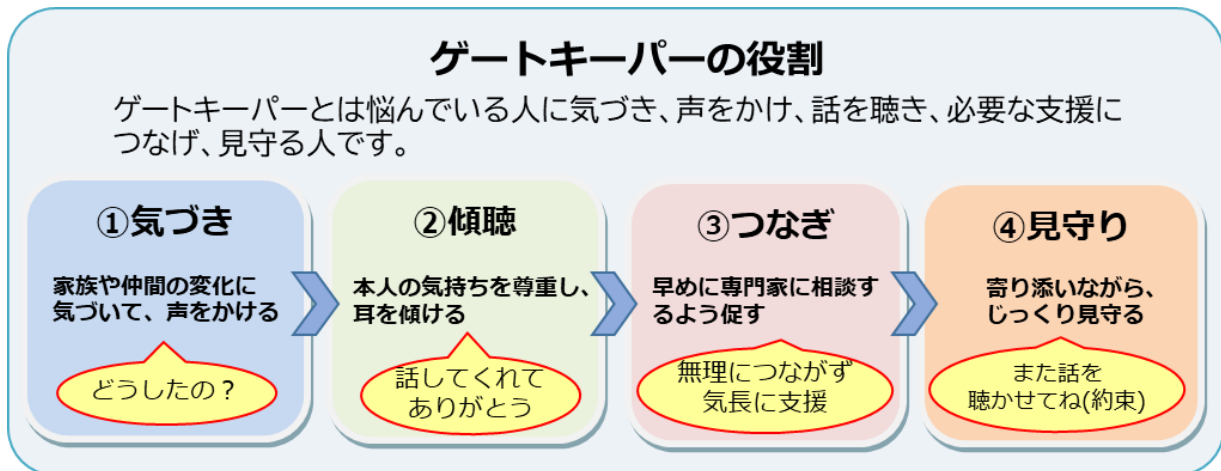 ゲートキーパーの役割
ゲートキーパーとは悩んでいる人に気づき、声をかけ、話を聴き、必要な支援に
つなげ、見守る人です。
①気づき
家族や仲間の変化に
気づいて、声をかける
どうしたの？
②傾聴
本人の気持ちを尊重し、
耳を傾ける
話してくれて
ありがとう
③つなぎ
早めに専門家に相談す
るよう促す
無理につながず
気長に支援
④見守り
寄り添いながら、
じっくり見守る
また話を
聴かせてね(約束)